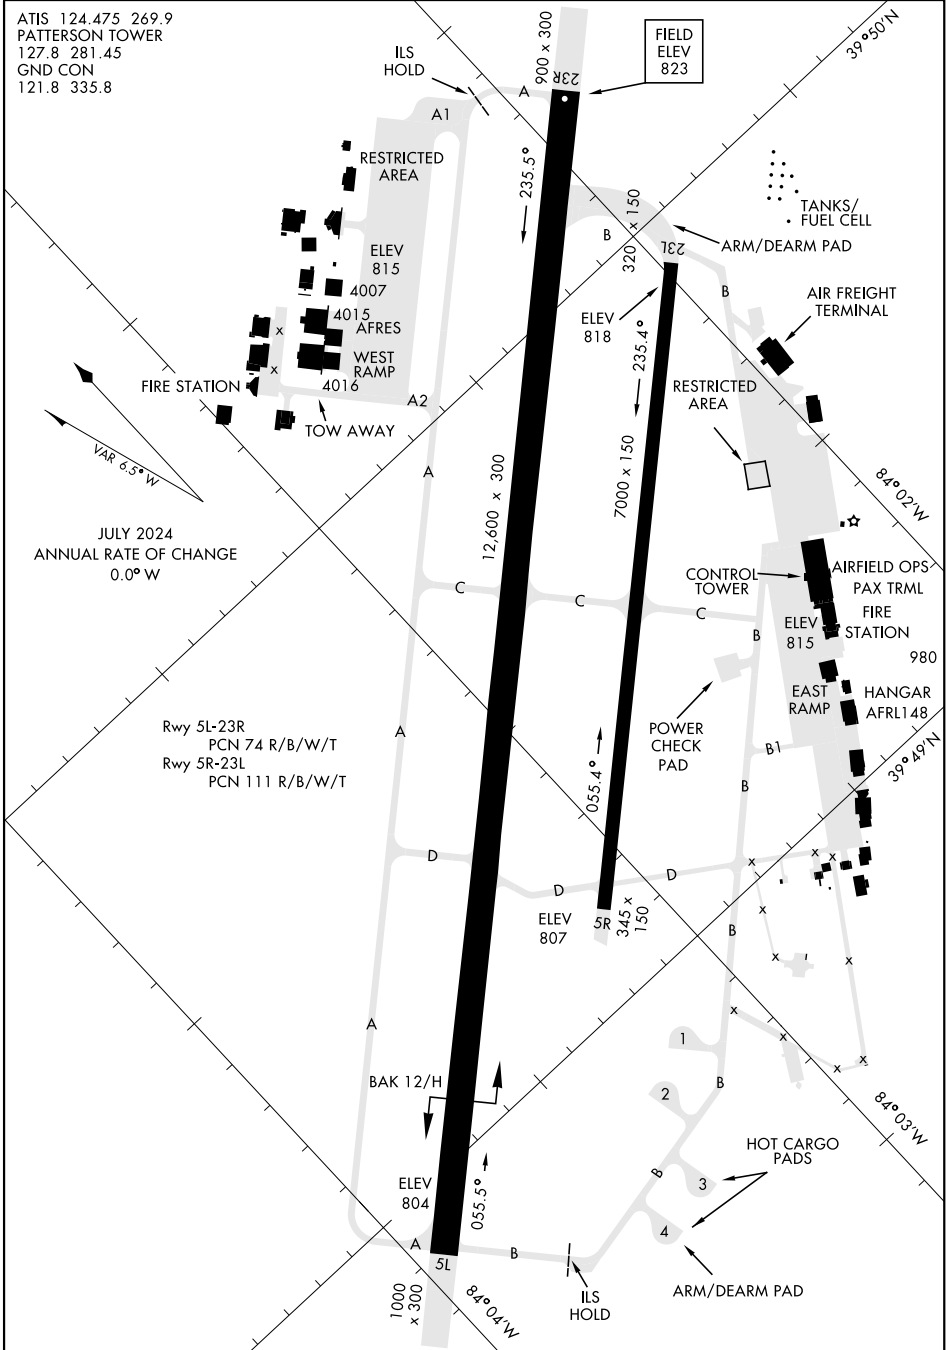 ATIS 124.475 269.9
PATTERSON TOWER
127.8 281.45
GND CON
121.8 335.8
ILS
HOLD
900 x 300
23R
FIELD
ELEV
823
39°50'N
A
A1
RESTRICTED
AREA
235.5°
TANKS/
FUEL CELL
320 x 150
B
23L
ARM/DEARM PAD
ELEV
815
4007
4015
AFRES
WEST
RAMP
4016
B
AIR FREIGHT
TERMINAL
ELEV
818
235.4°
x
x
FIRE STATION
A2
TOW AWAY
RESTRICTED
AREA
VAR 6.5° W
A
12,600 x 300
7000 x 150
84°02'W
JULY 2024
ANNUAL RATE OF CHANGE
0.0° W
CONTROL
TOWER
AIRFIELD OPS
PAX TRML
C
C
C
B
ELEV
815
FIRE
STATION
980
EAST
RAMP
HANGAR
AFRL148
Rwy 5L-23R
PCN 74 R/B/W/T
Rwy 5R-23L
PCN 111 R/B/W/T
A
POWER
CHECK
PAD
B1
39°49'N
055.4°
B
D
D
D
x
x
x
ELEV
807
5R
345 x
150
x
B
x
x
A
x
1
x
x
x
BAK 12/H
2
B
84°03'W
HOT CARGO
PADS
B
3
ELEV
804
055.5°
4
A
5L
B
ILS
HOLD
ARM/DEARM PAD
1000
x 300
84°04'W